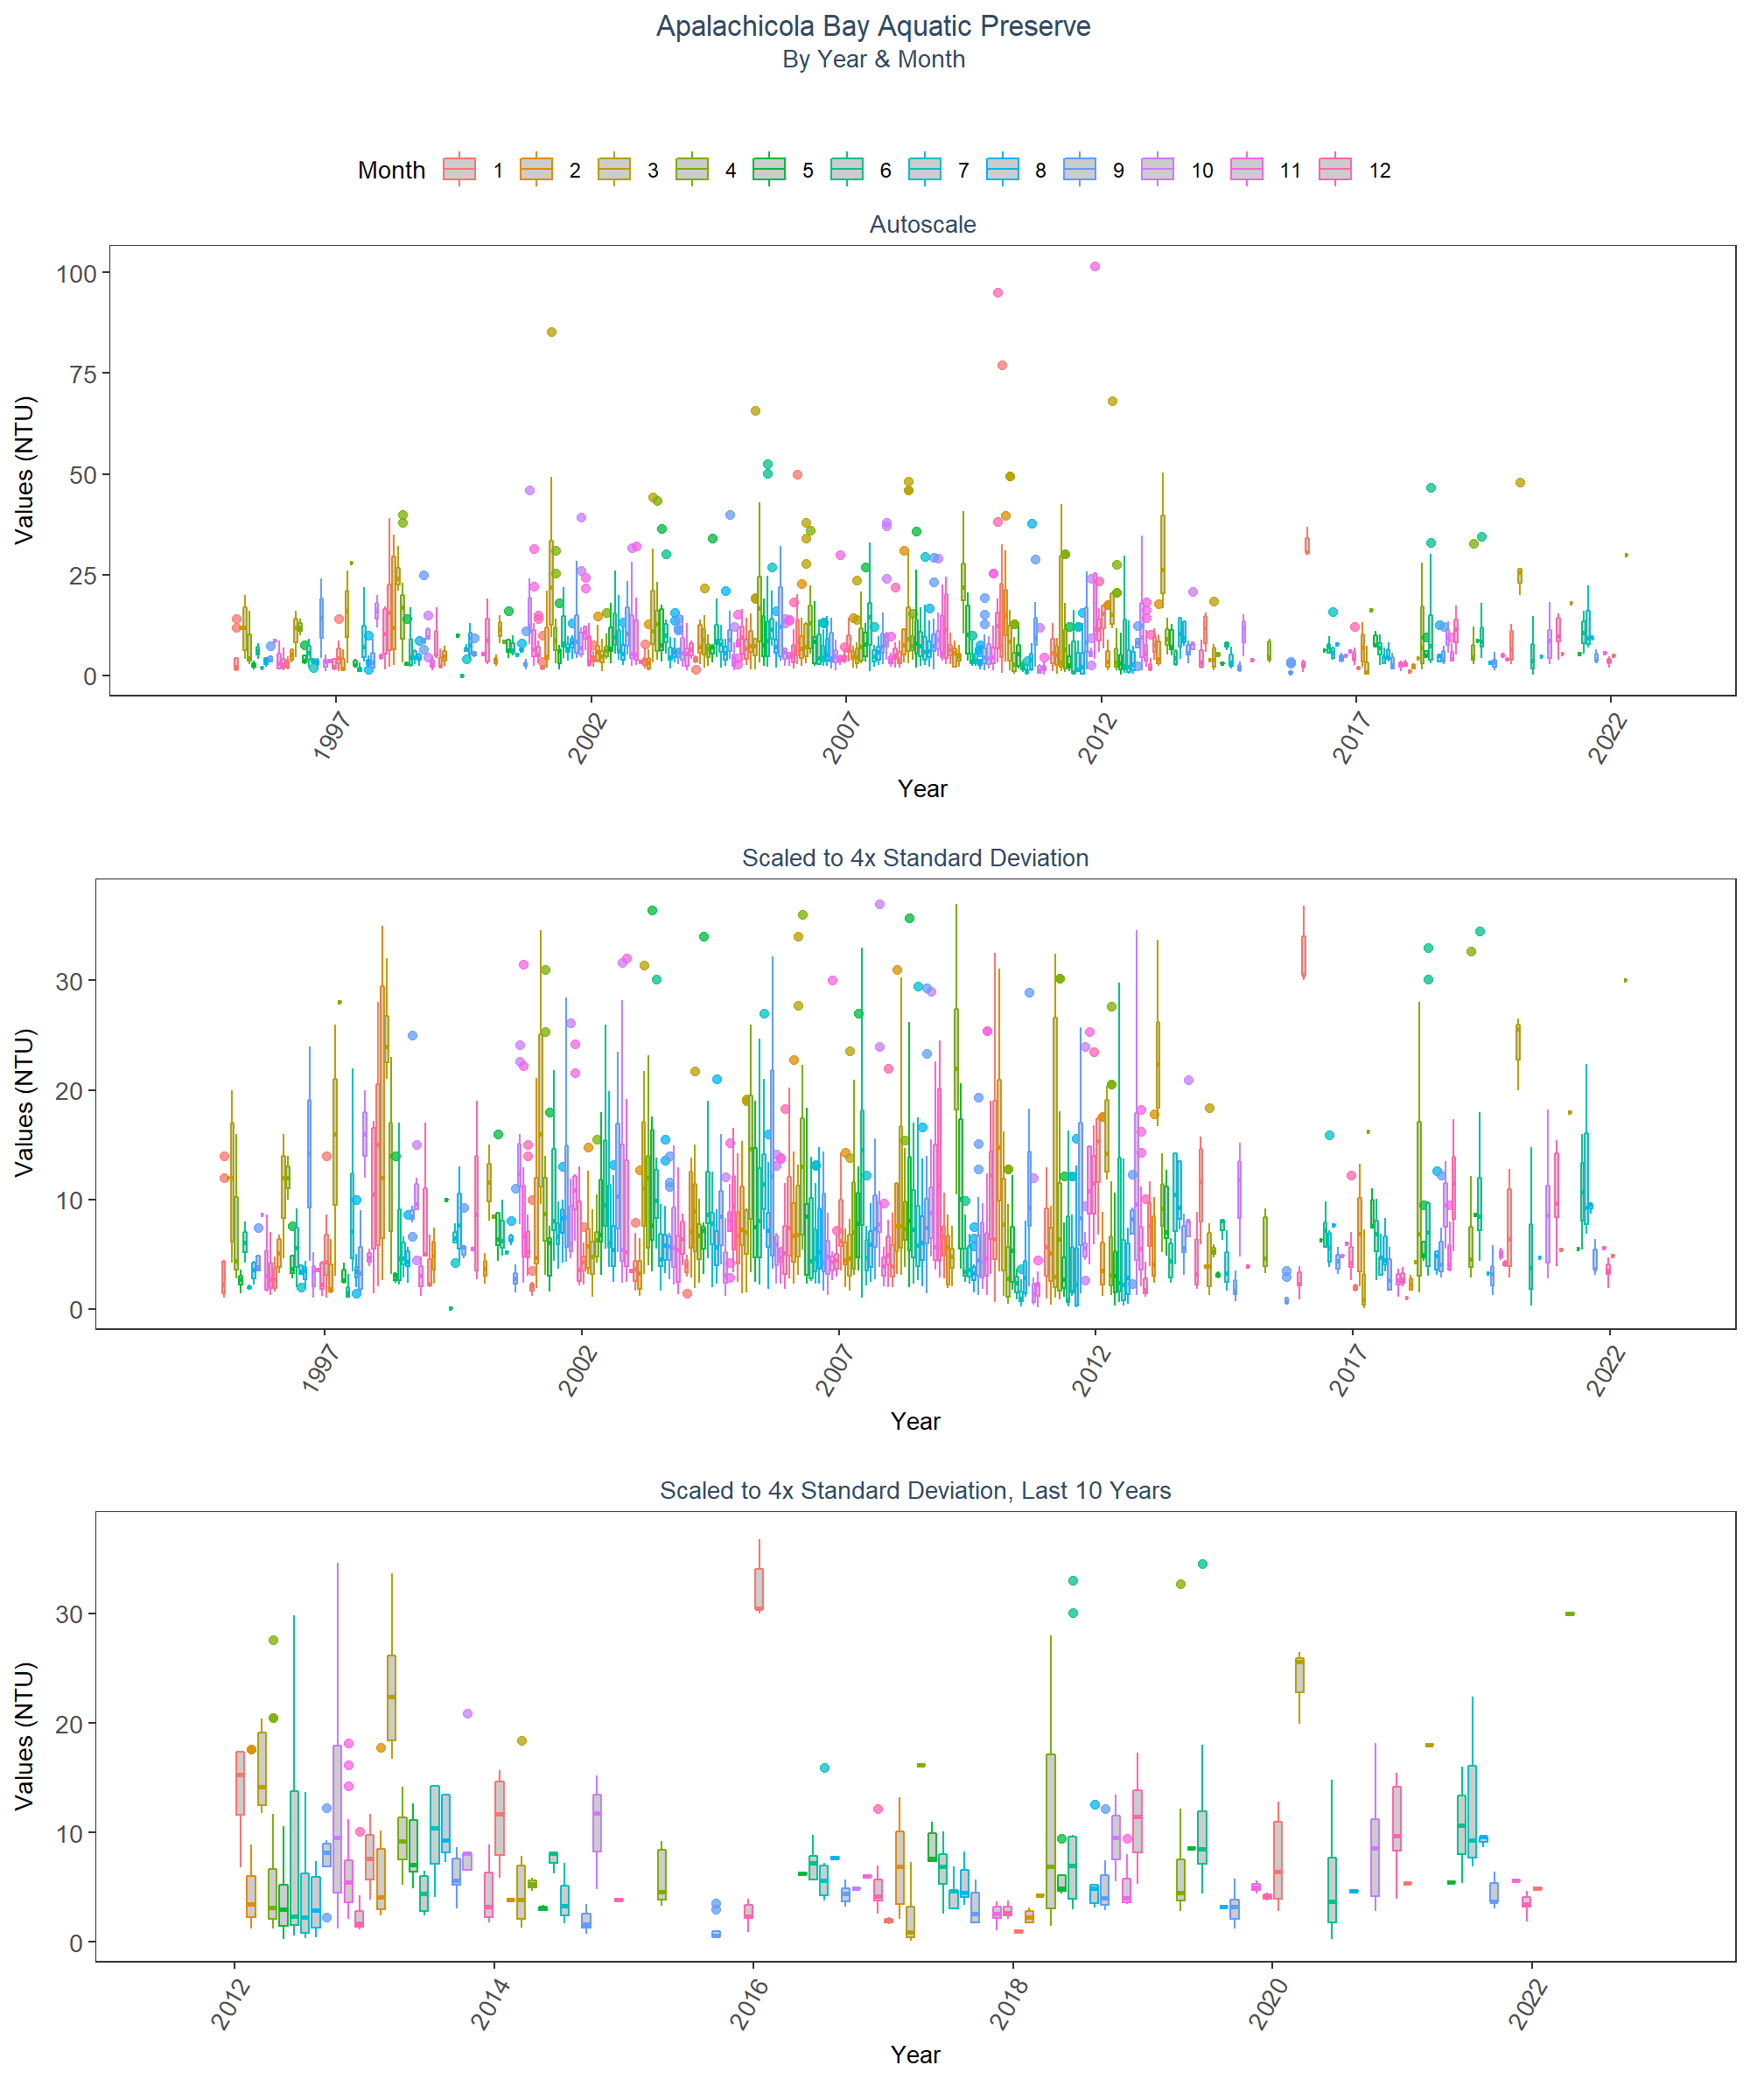 Apalachicola Bay Aquatic Preserve
By Year & Month
Month 1 2 3 4 5 6 7 8 9 10 11 12
Autoscale
Values (NTU)
100
75
50
25
0
1997 2002 2007 2012 2017 2022
Year
Scaled to 4x Standard Deviation
Values (NTU)
30
20
10
0
1997 2002 2007 2012 2017 2022
Year
Scaled to 4x Standard Deviation, Last 10 Years
Values (NTU)
30
20
10
0
2012 2014 2016 2018 2020 2022
Year